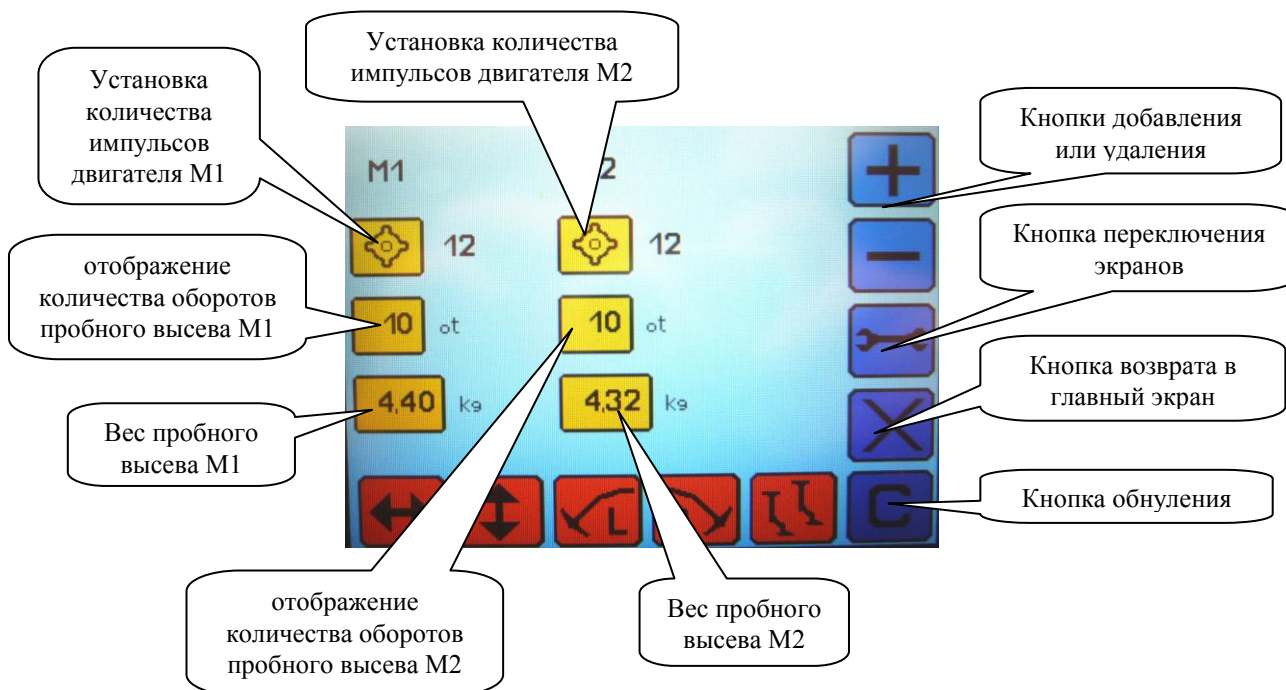 Установка количества
импульсов двигателя М2
Установка
количества
импульсов
двигателя М1
Кнопки добавления
или удаления
M1
2
12
12
Кнопка переключения
экранов
отображение
количества оборотов
пробного высева М1
10 ot
10 ot
Кнопка возврата в
главный экран
4,40 kg
4,32 kg
Вес пробного
высева М1
L
C
Кнопка обнуления
отображение
количества оборотов
пробного высева М2
Вес пробного
высева М2